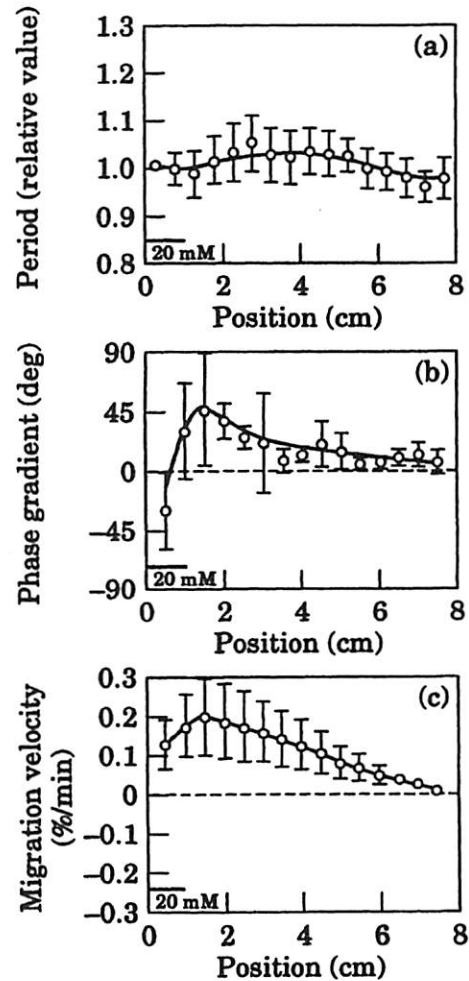 (a)
Period (relative value)
1.3
1.2
1.1
1.0
0.9
0.8
20 mM
0
2
4
6
8
Position (cm)
(b)
Phase gradient (deg)
90
45
0
−45
−90
20 mM
0
2
4
6
8
Position (cm)
(c)
Migration velocity
(%/min)
0.3
0.2
0.1
0
−0.1
−0.2
−0.3
20 mM
0
2
4
6
8
Position (cm)